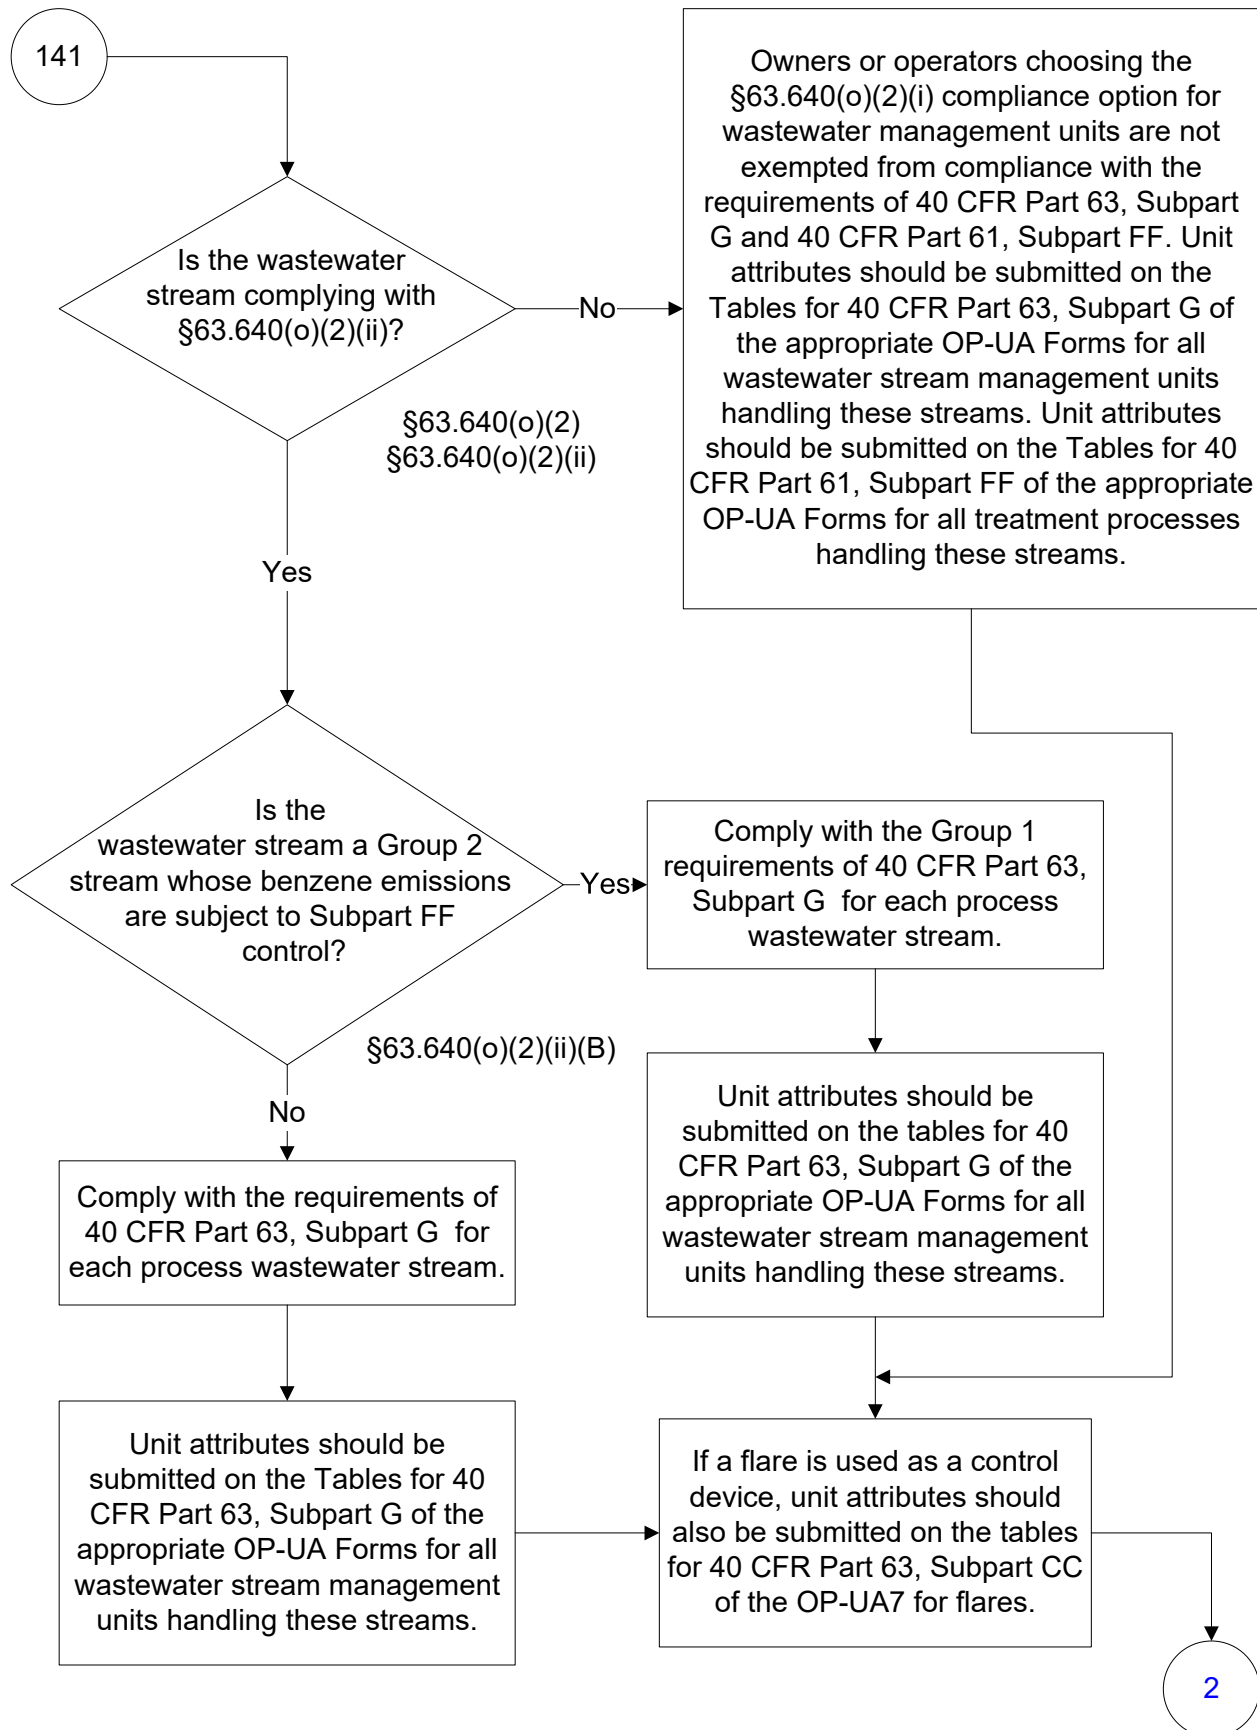 141
Is the wastewater
stream complying with
§63.640(o)(2)(ii)?
No
§63.640(o)(2)
§63.640(o)(2)(ii)
Owners or operators choosing the
§63.640(o)(2)(i) compliance option for
wastewater management units are not
exempted from compliance with the
requirements of 40 CFR Part 63, Subpart
G and 40 CFR Part 61, Subpart FF. Unit
attributes should be submitted on the
Tables for 40 CFR Part 63, Subpart G of
the appropriate OP-UA Forms for all
wastewater stream management units
handling these streams. Unit attributes
should be submitted on the Tables for 40
CFR Part 61, Subpart FF of the appropriate
OP-UA Forms for all treatment processes
handling these streams.
Yes
Is the
wastewater stream a Group 2
stream whose benzene emissions
are subject to Subpart FF
control?
Yes
§63.640(o)(2)(ii)(B)
Comply with the Group 1
requirements of 40 CFR Part 63,
Subpart G for each process
wastewater stream.
Unit attributes should be
submitted on the tables for 40
CFR Part 63, Subpart G of the
appropriate OP-UA Forms for all
wastewater stream management
units handling these streams.
No
Comply with the requirements of
40 CFR Part 63, Subpart G for
each process wastewater stream.
Unit attributes should be
submitted on the Tables for 40
CFR Part 63, Subpart G of the
appropriate OP-UA Forms for all
wastewater stream management
units handling these streams.
If a flare is used as a control
device, unit attributes should
also be submitted on the tables
for 40 CFR Part 63, Subpart CC
of the OP-UA7 for flares.
2